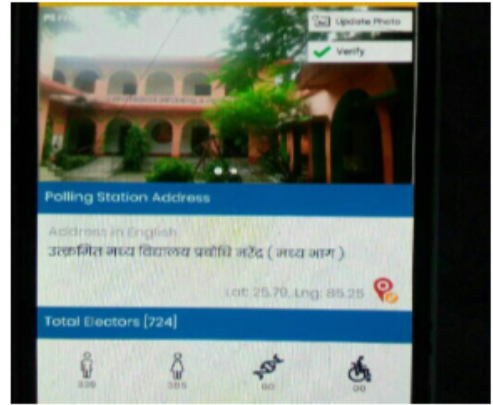 Update Photo
Verify
Polling Station Address
Address in English
उत्क्रमित मध्य विद्यालय प्रबोधि नरेंद्र ( मध्य भाग )
Lat: 25.79, Lng: 85.25
Total Electors [724]